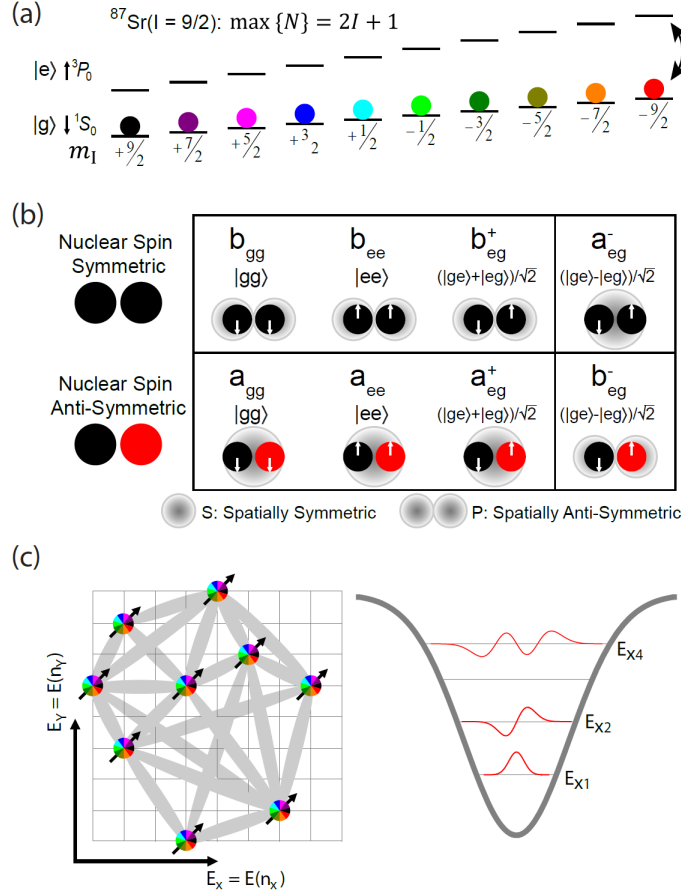 (a)
⁸⁷Sr(I = 9/2): max {N} = 2I + 1
|e⟩ ↑³P₀
|g⟩ ↓ ¹S₀
m_I +9/2 +7/2 +5/2 +3/2 +1/2 −1/2 −3/2 −5/2 −7/2 −9/2
(b)
Nuclear Spin
Symmetric
b_gg b_ee b⁺_eg a⁻_eg
|gg⟩ |ee⟩ (|ge⟩+|eg⟩)/√2 (|ge⟩-|eg⟩)/√2
Nuclear Spin
Anti-Symmetric
a_gg a_ee a⁺_eg b⁻_eg
|gg⟩ |ee⟩ (|ge⟩+|eg⟩)/√2 (|ge⟩-|eg⟩)/√2
S: Spatially Symmetric P: Spatially Anti-Symmetric
(c)
E_Y = E(n_Y)
E_X = E(n_X)
E_X4
E_X2
E_X1